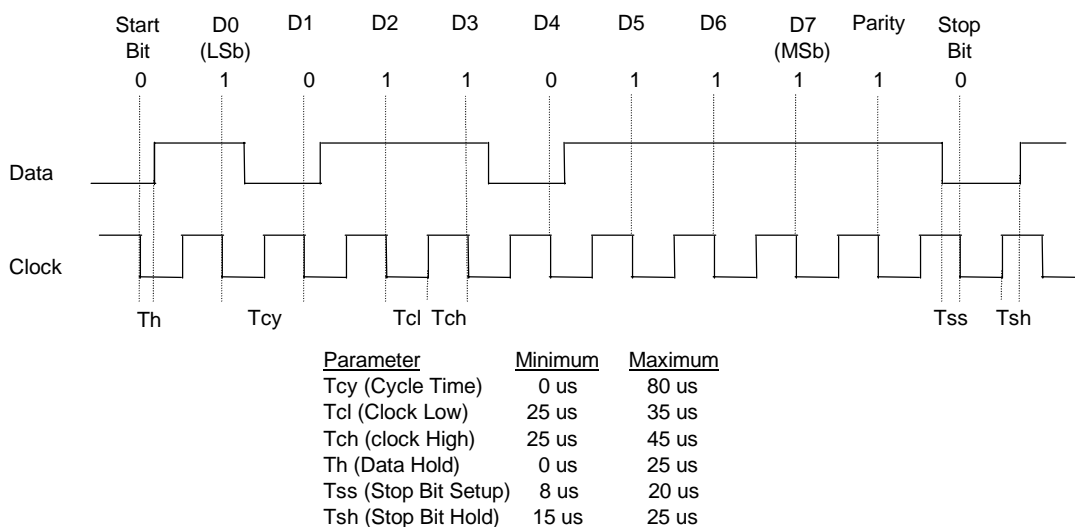 Start D0 D1 D2 D3 D4 D5 D6 D7 Parity Stop
Bit (LSb) (MSb) Bit
0 1 0 1 1 0 1 1 1 1 0
Data
Clock
Th Tcy Tcl Tch Tss Tsh
Parameter Minimum Maximum
Tcy (Cycle Time) 0 us 80 us
Tcl (Clock Low) 25 us 35 us
Tch (clock High) 25 us 45 us
Th (Data Hold) 0 us 25 us
Tss (Stop Bit Setup) 8 us 20 us
Tsh (Stop Bit Hold) 15 us 25 us